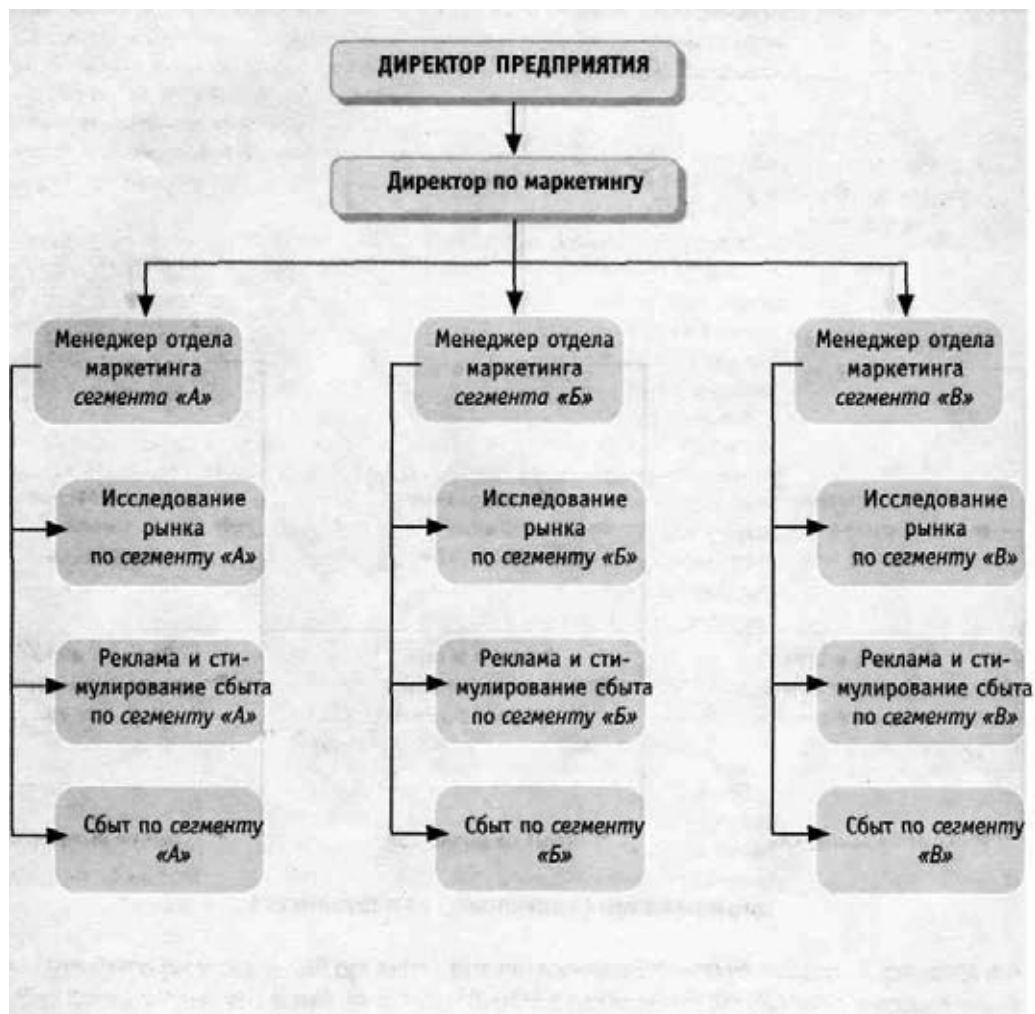 ДИРЕКТОР ПРЕДПРИЯТИЯ
Директор по маркетингу
Менеджер отдела
маркетинга
сегмента «А»
Исследование
рынка
по сегменту «А»
Реклама и сти-
мулирование сбыта
по сегменту «А»
Сбыт по сегменту
«А»
Менеджер отдела
маркетинга
сегмента «Б»
Исследование
рынка
по сегменту «Б»
Реклама и сти-
мулирование сбыта
по сегменту «Б»
Сбыт по сегменту
«Б»
Менеджер отдела
маркетинга
сегмента «В»
Исследование
рынка
по сегменту «В»
Реклама и сти-
мулирование сбыта
по сегменту «В»
Сбыт по сегменту
«В»